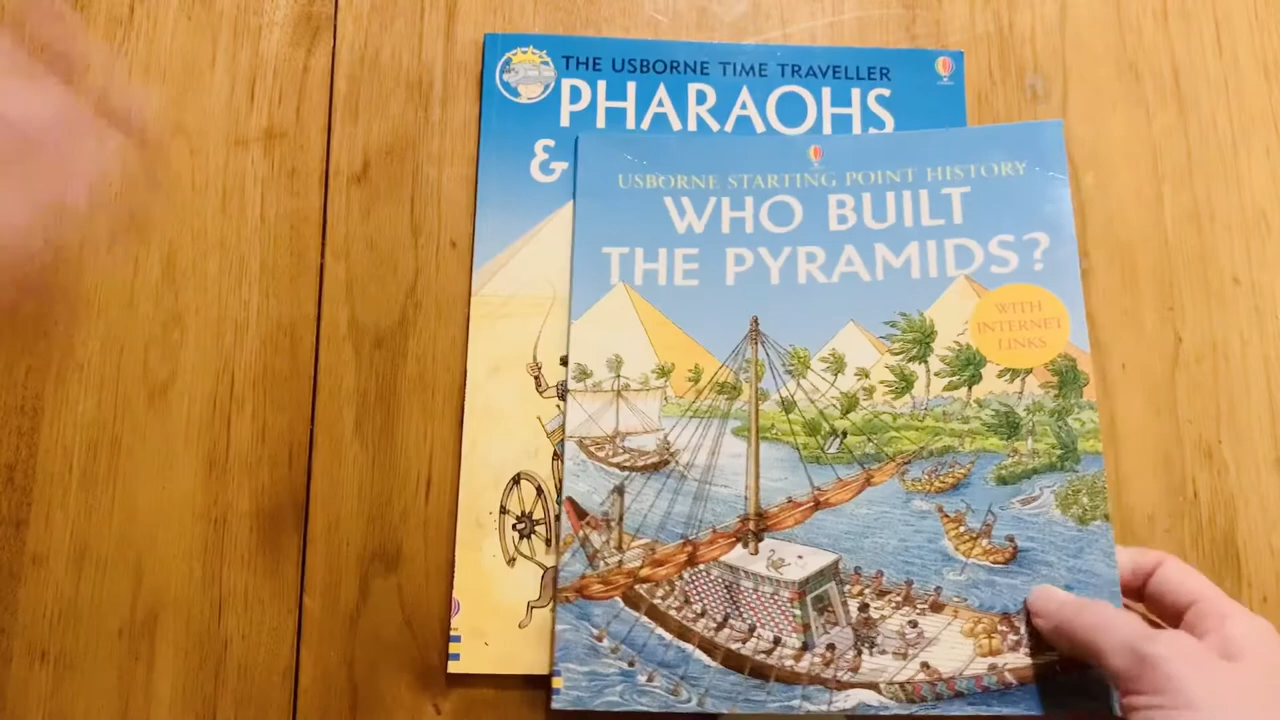 THE USBORNE TIME TRAVELLER
PHARAOHS
&
USBORNE STARTING POINT HISTORY
WHO BUILT
THE PYRAMIDS?
WITH
INTERNET
LINKS